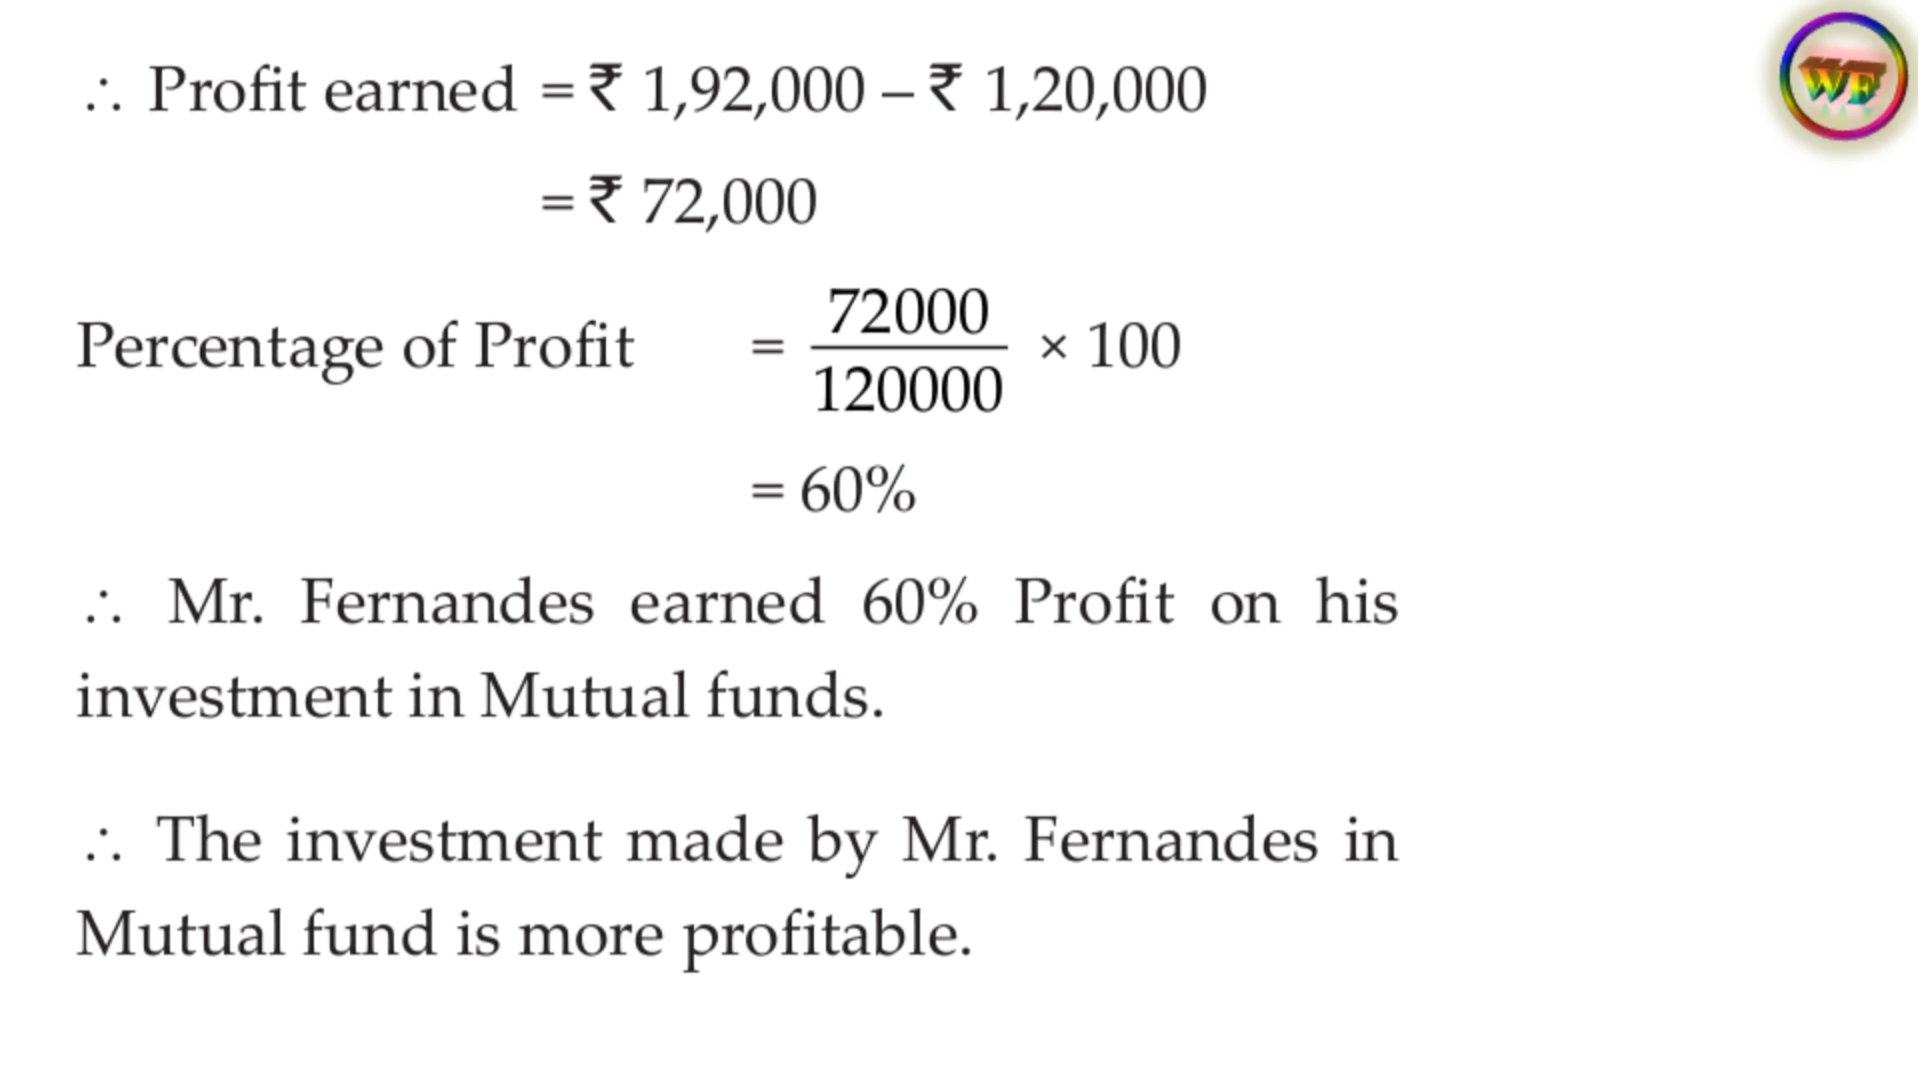 ∴ Profit earned = ₹ 1,92,000 – ₹ 1,20,000
= ₹ 72,000
Percentage of Profit = 72000/120000 × 100
= 60%
∴ Mr. Fernandes earned 60% Profit on his
investment in Mutual funds.
∴ The investment made by Mr. Fernandes in
Mutual fund is more profitable.
WF